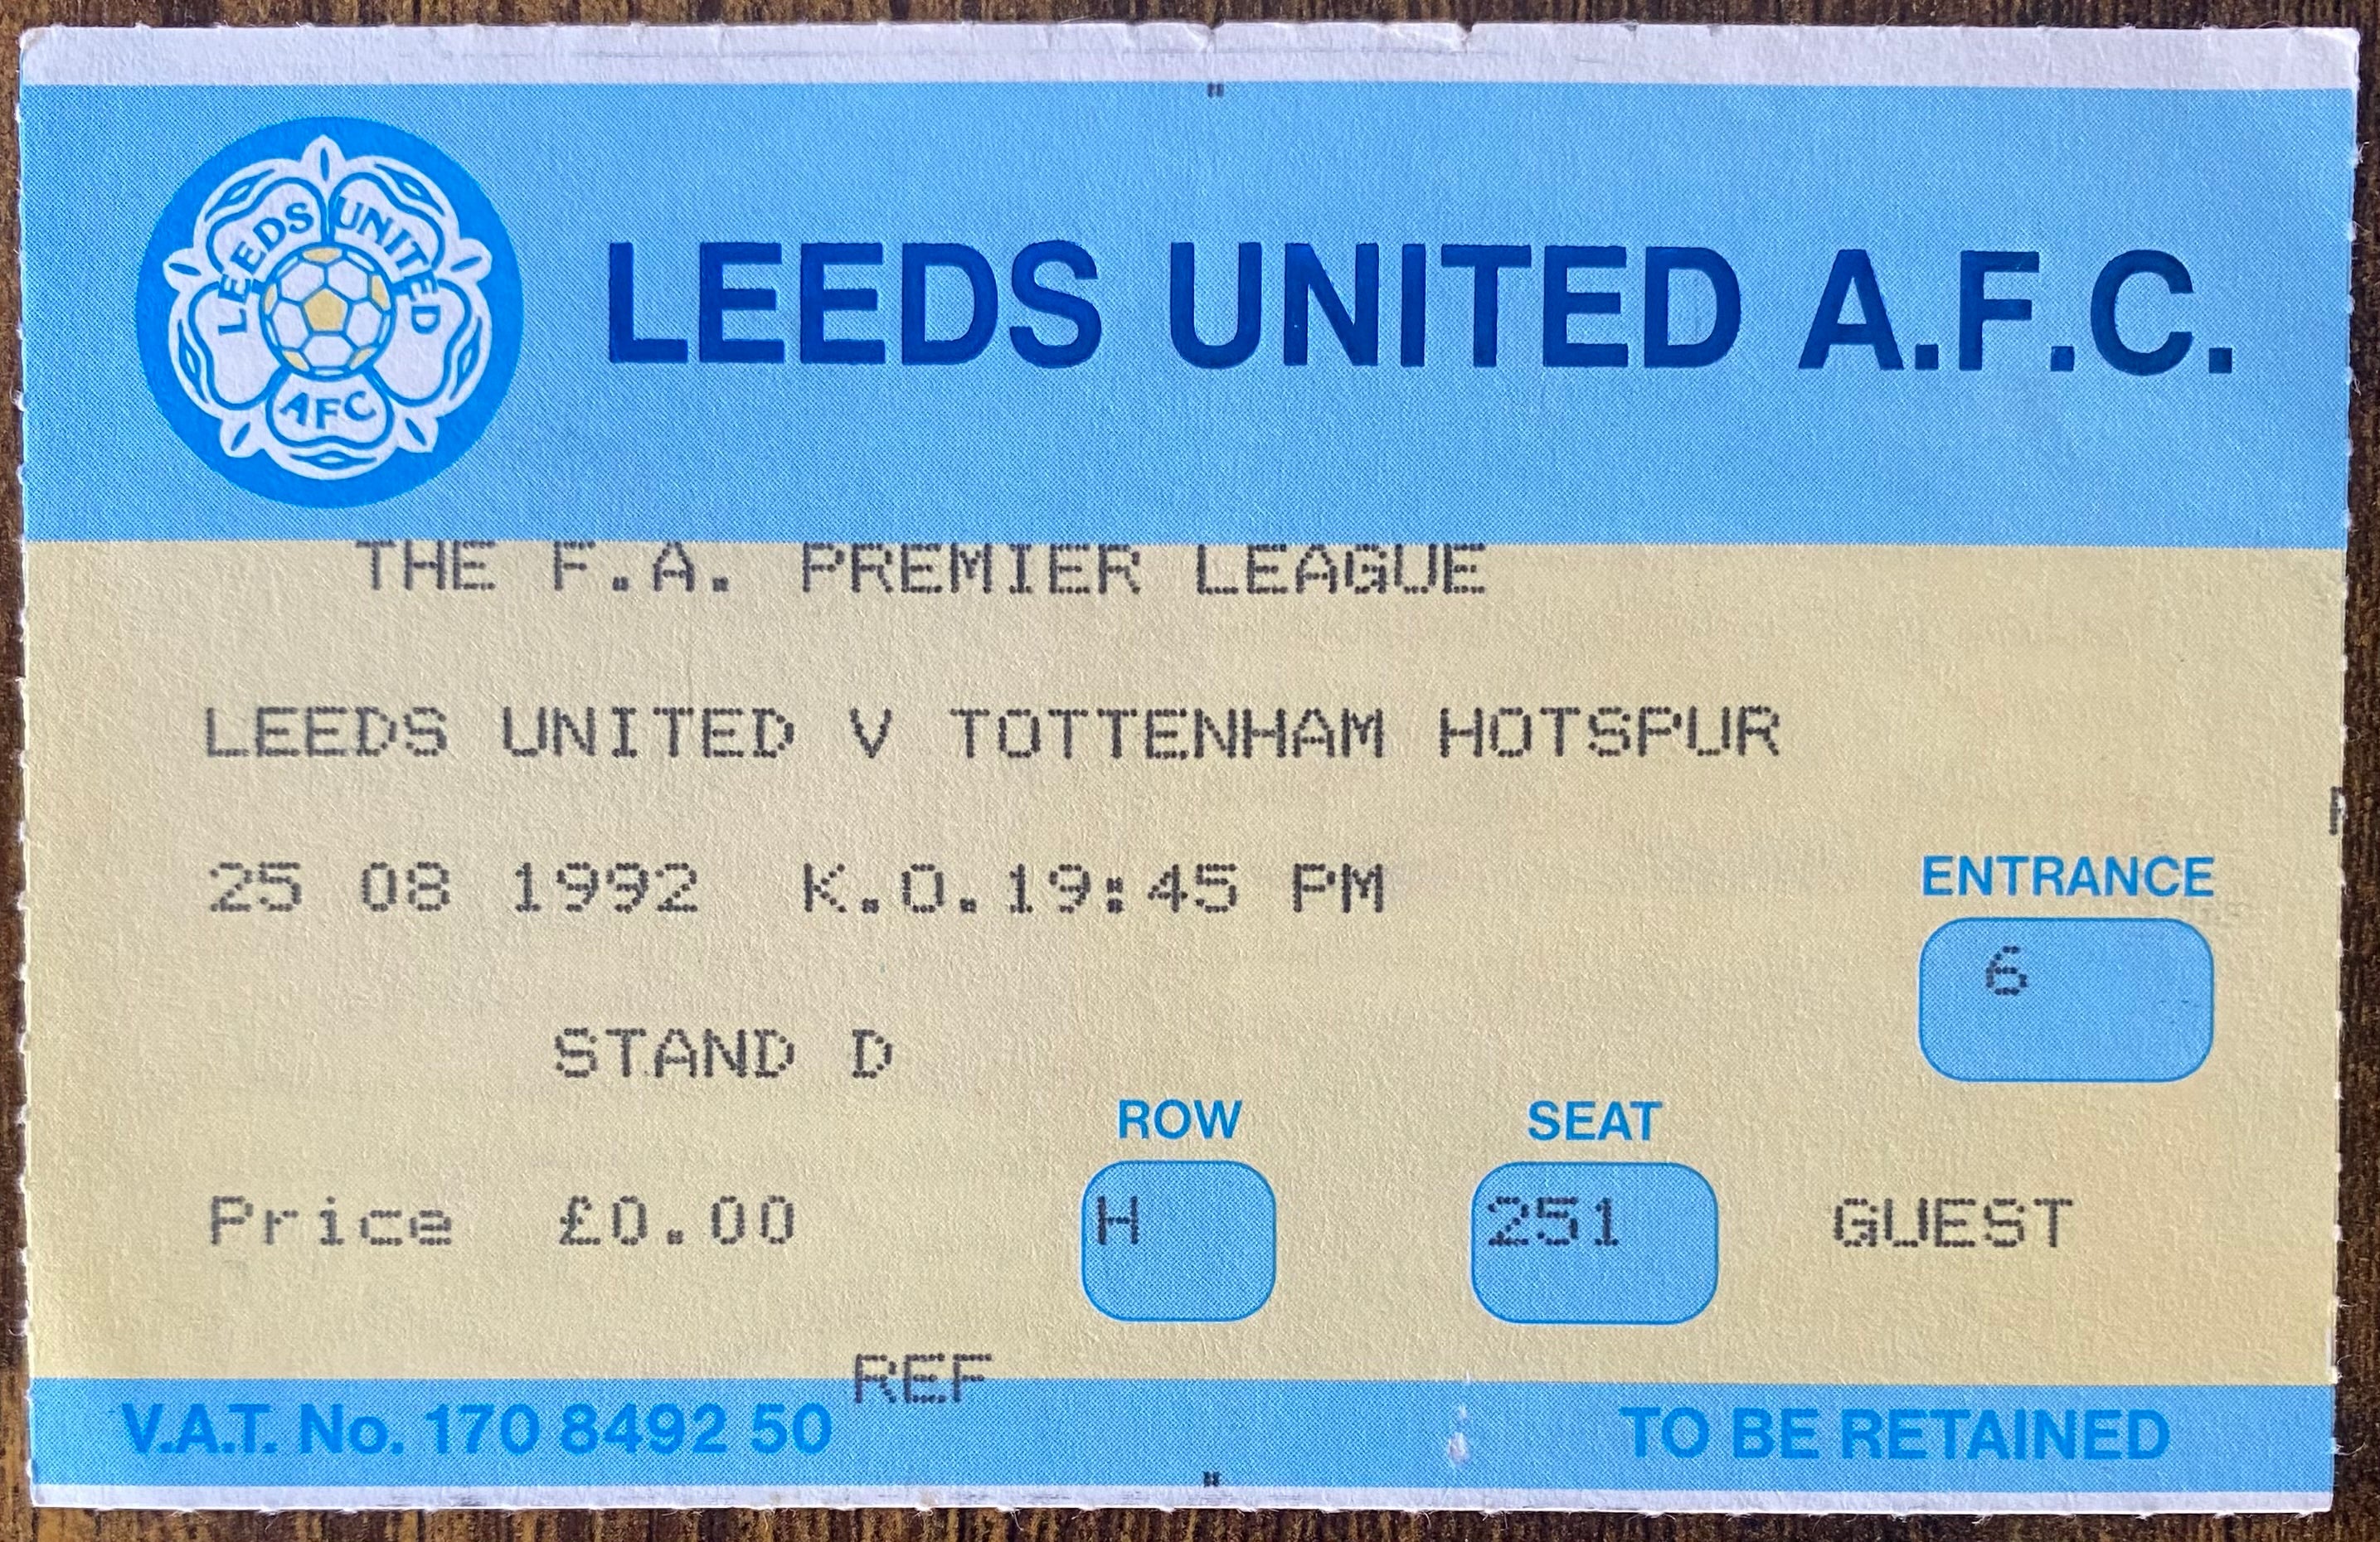 LEEDS UNITED
AFC
LEEDS UNITED A.F.C.
THE F.A. PREMIER LEAGUE
LEEDS UNITED V TOTTENHAM HOTSPUR
25 08 1992 K.O.19:45 PM
ENTRANCE
6
STAND D
ROW
SEAT
Price £0.00 H 251 GUEST
REF
V.A.T. No. 170 8492 50
TO BE RETAINED